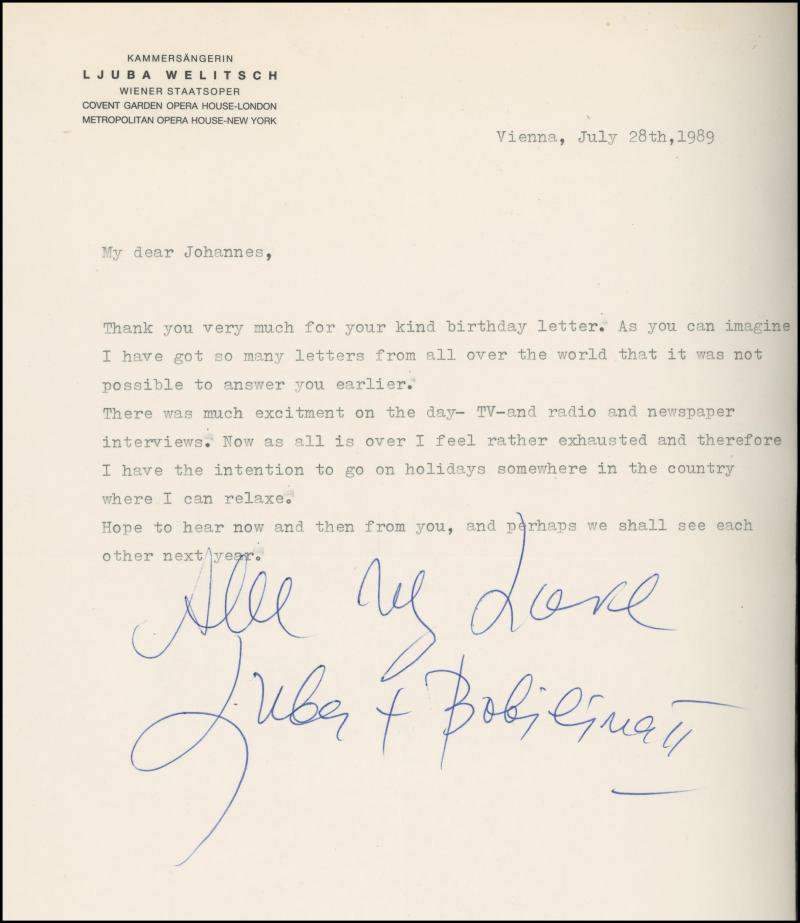 KAMMERSÄNGERIN
LJUBA WELITSCH
WIENER STAATSOPER
COVENT GARDEN OPERA HOUSE-LONDON
METROPOLITAN OPERA HOUSE-NEW YORK
Vienna, July 28th,1989
My dear Johannes,
Thank you very much for your kind birthday letter. As you can imagine
I have got so many letters from all over the world that it was not
possible to answer you earlier.
There was much excitment on the day- TV-and radio and newspaper
interviews. Now as all is over I feel rather exhausted and therefore
I have the intention to go on holidays somewhere in the country
where I can relaxe.
Hope to hear now and then from you, and perhaps we shall see each
other next year.
All My Love
Ljuba +